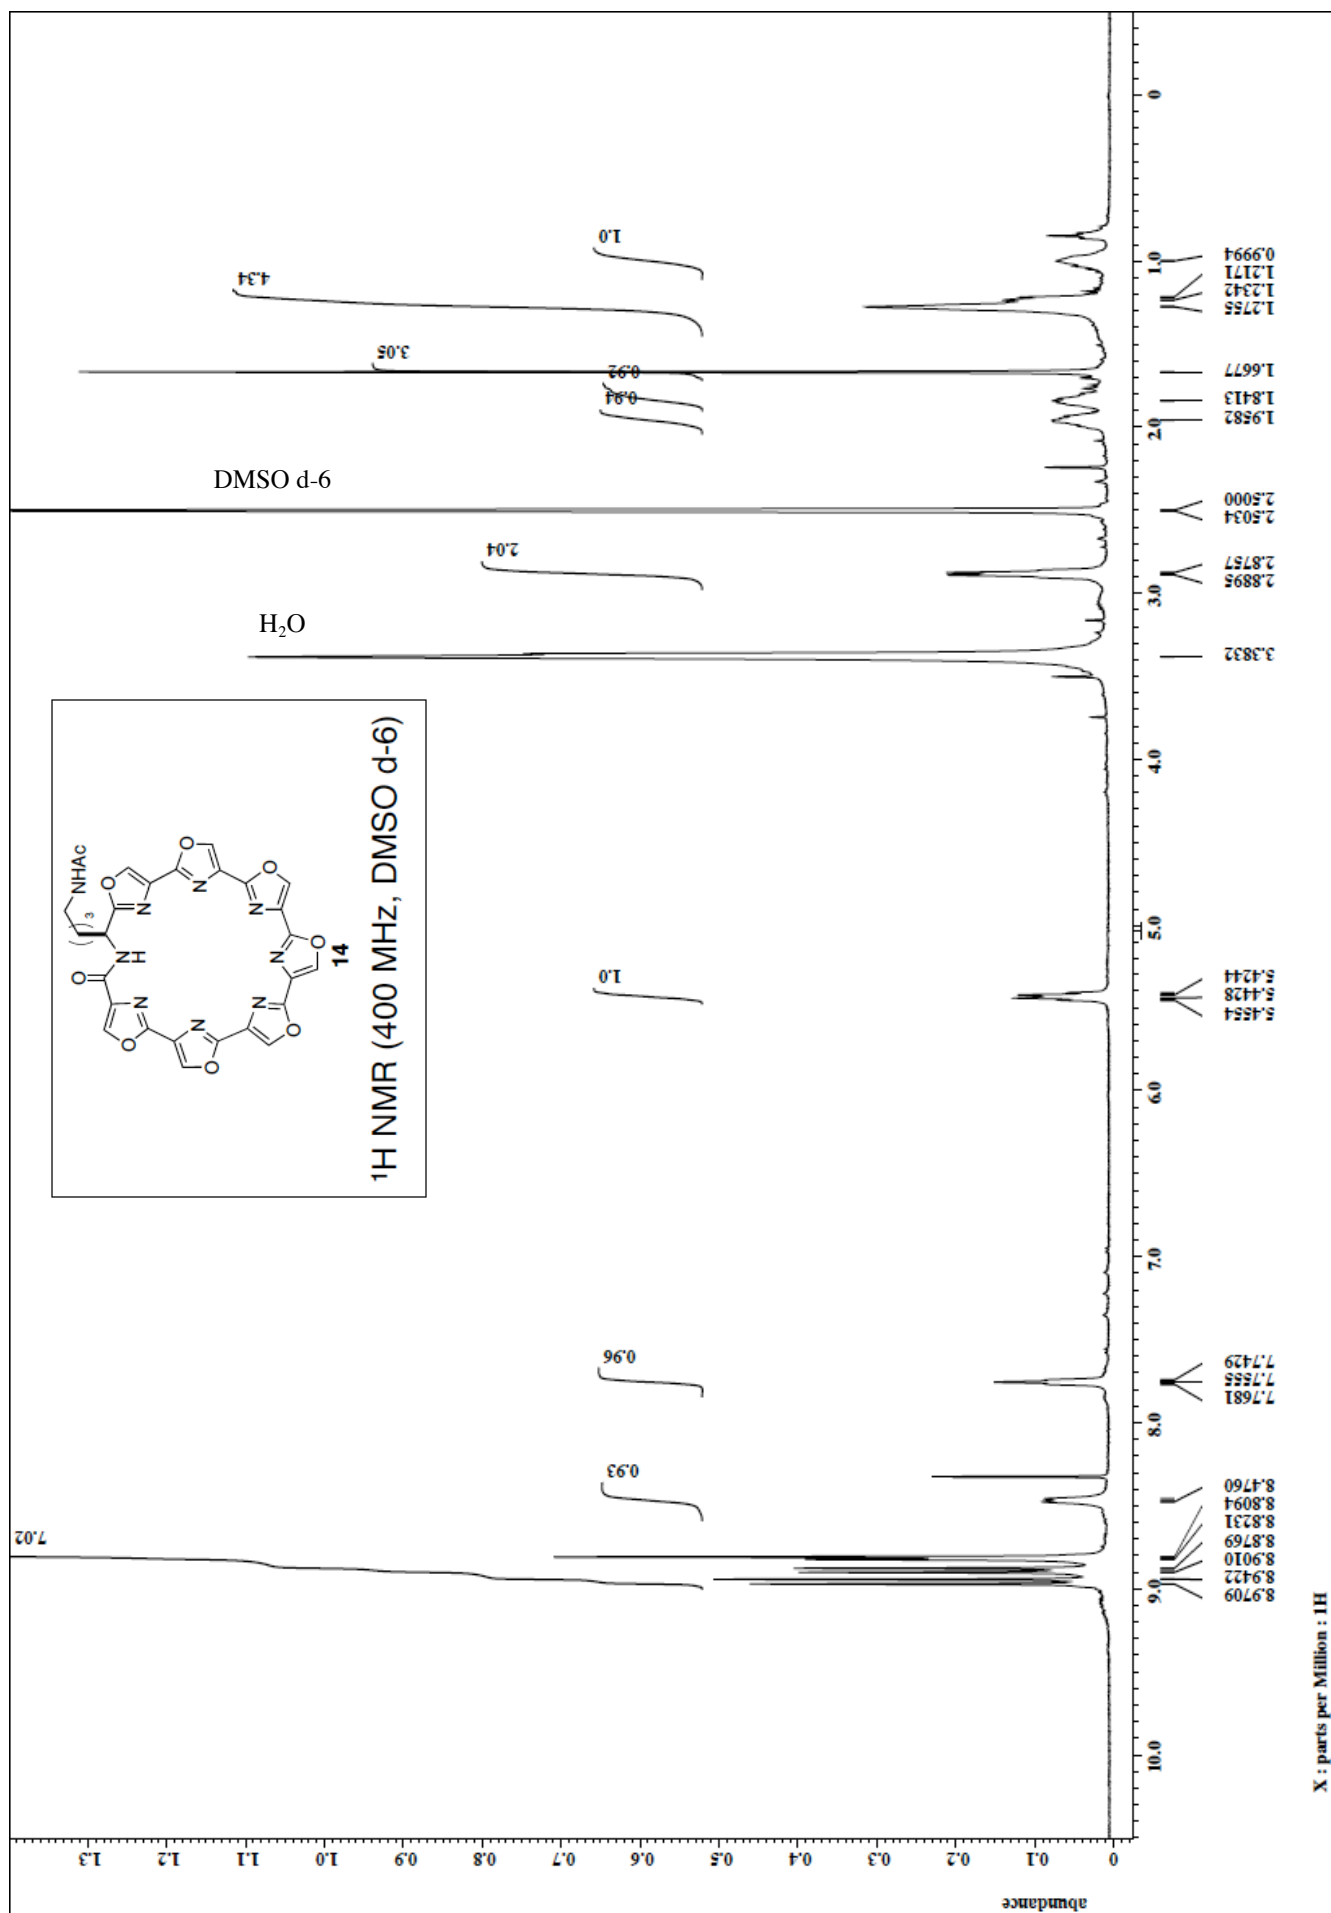 DMSO d-6
H₂O
NHAc
( )₃
O
N
H
O
N
O
N
O
N
O
N
O
N
O
N
O
N
14
¹H NMR (400 MHz, DMSO d-6)
7.02
0.93
0.96
1.0
2.04
0.94
0.92
3.05
4.34
1.0
abundance
0 0.1 0.2 0.3 0.4 0.5 0.6 0.7 0.8 0.9 1.0 1.1 1.2 1.3
10.0 9.0 8.0 7.0 6.0 5.0 4.0 3.0 2.0 1.0 0
8.9709
8.9422
8.9010
8.8769
8.8231
8.8094
8.4760
7.7681
7.7555
7.7429
5.4554
5.4428
5.4244
3.3832
2.8895
2.8757
2.5034
2.5000
1.9582
1.8413
1.6677
1.2755
1.2342
1.2171
0.9994
X : parts per Million : 1H